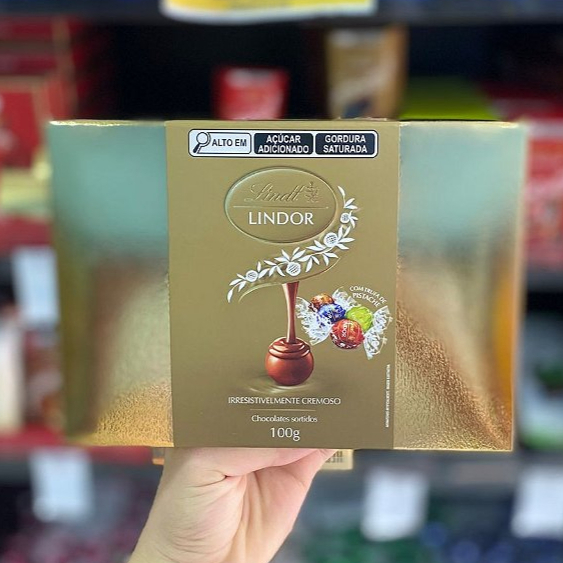 ALTO EM
AÇÚCAR
ADICIONADO
GORDURA
SATURADA
Lindt
LINDOR
COM TRUFA DE
PISTACHE
IRRESISTIVELMENTE CREMOSO
Chocolates sortidos
100g